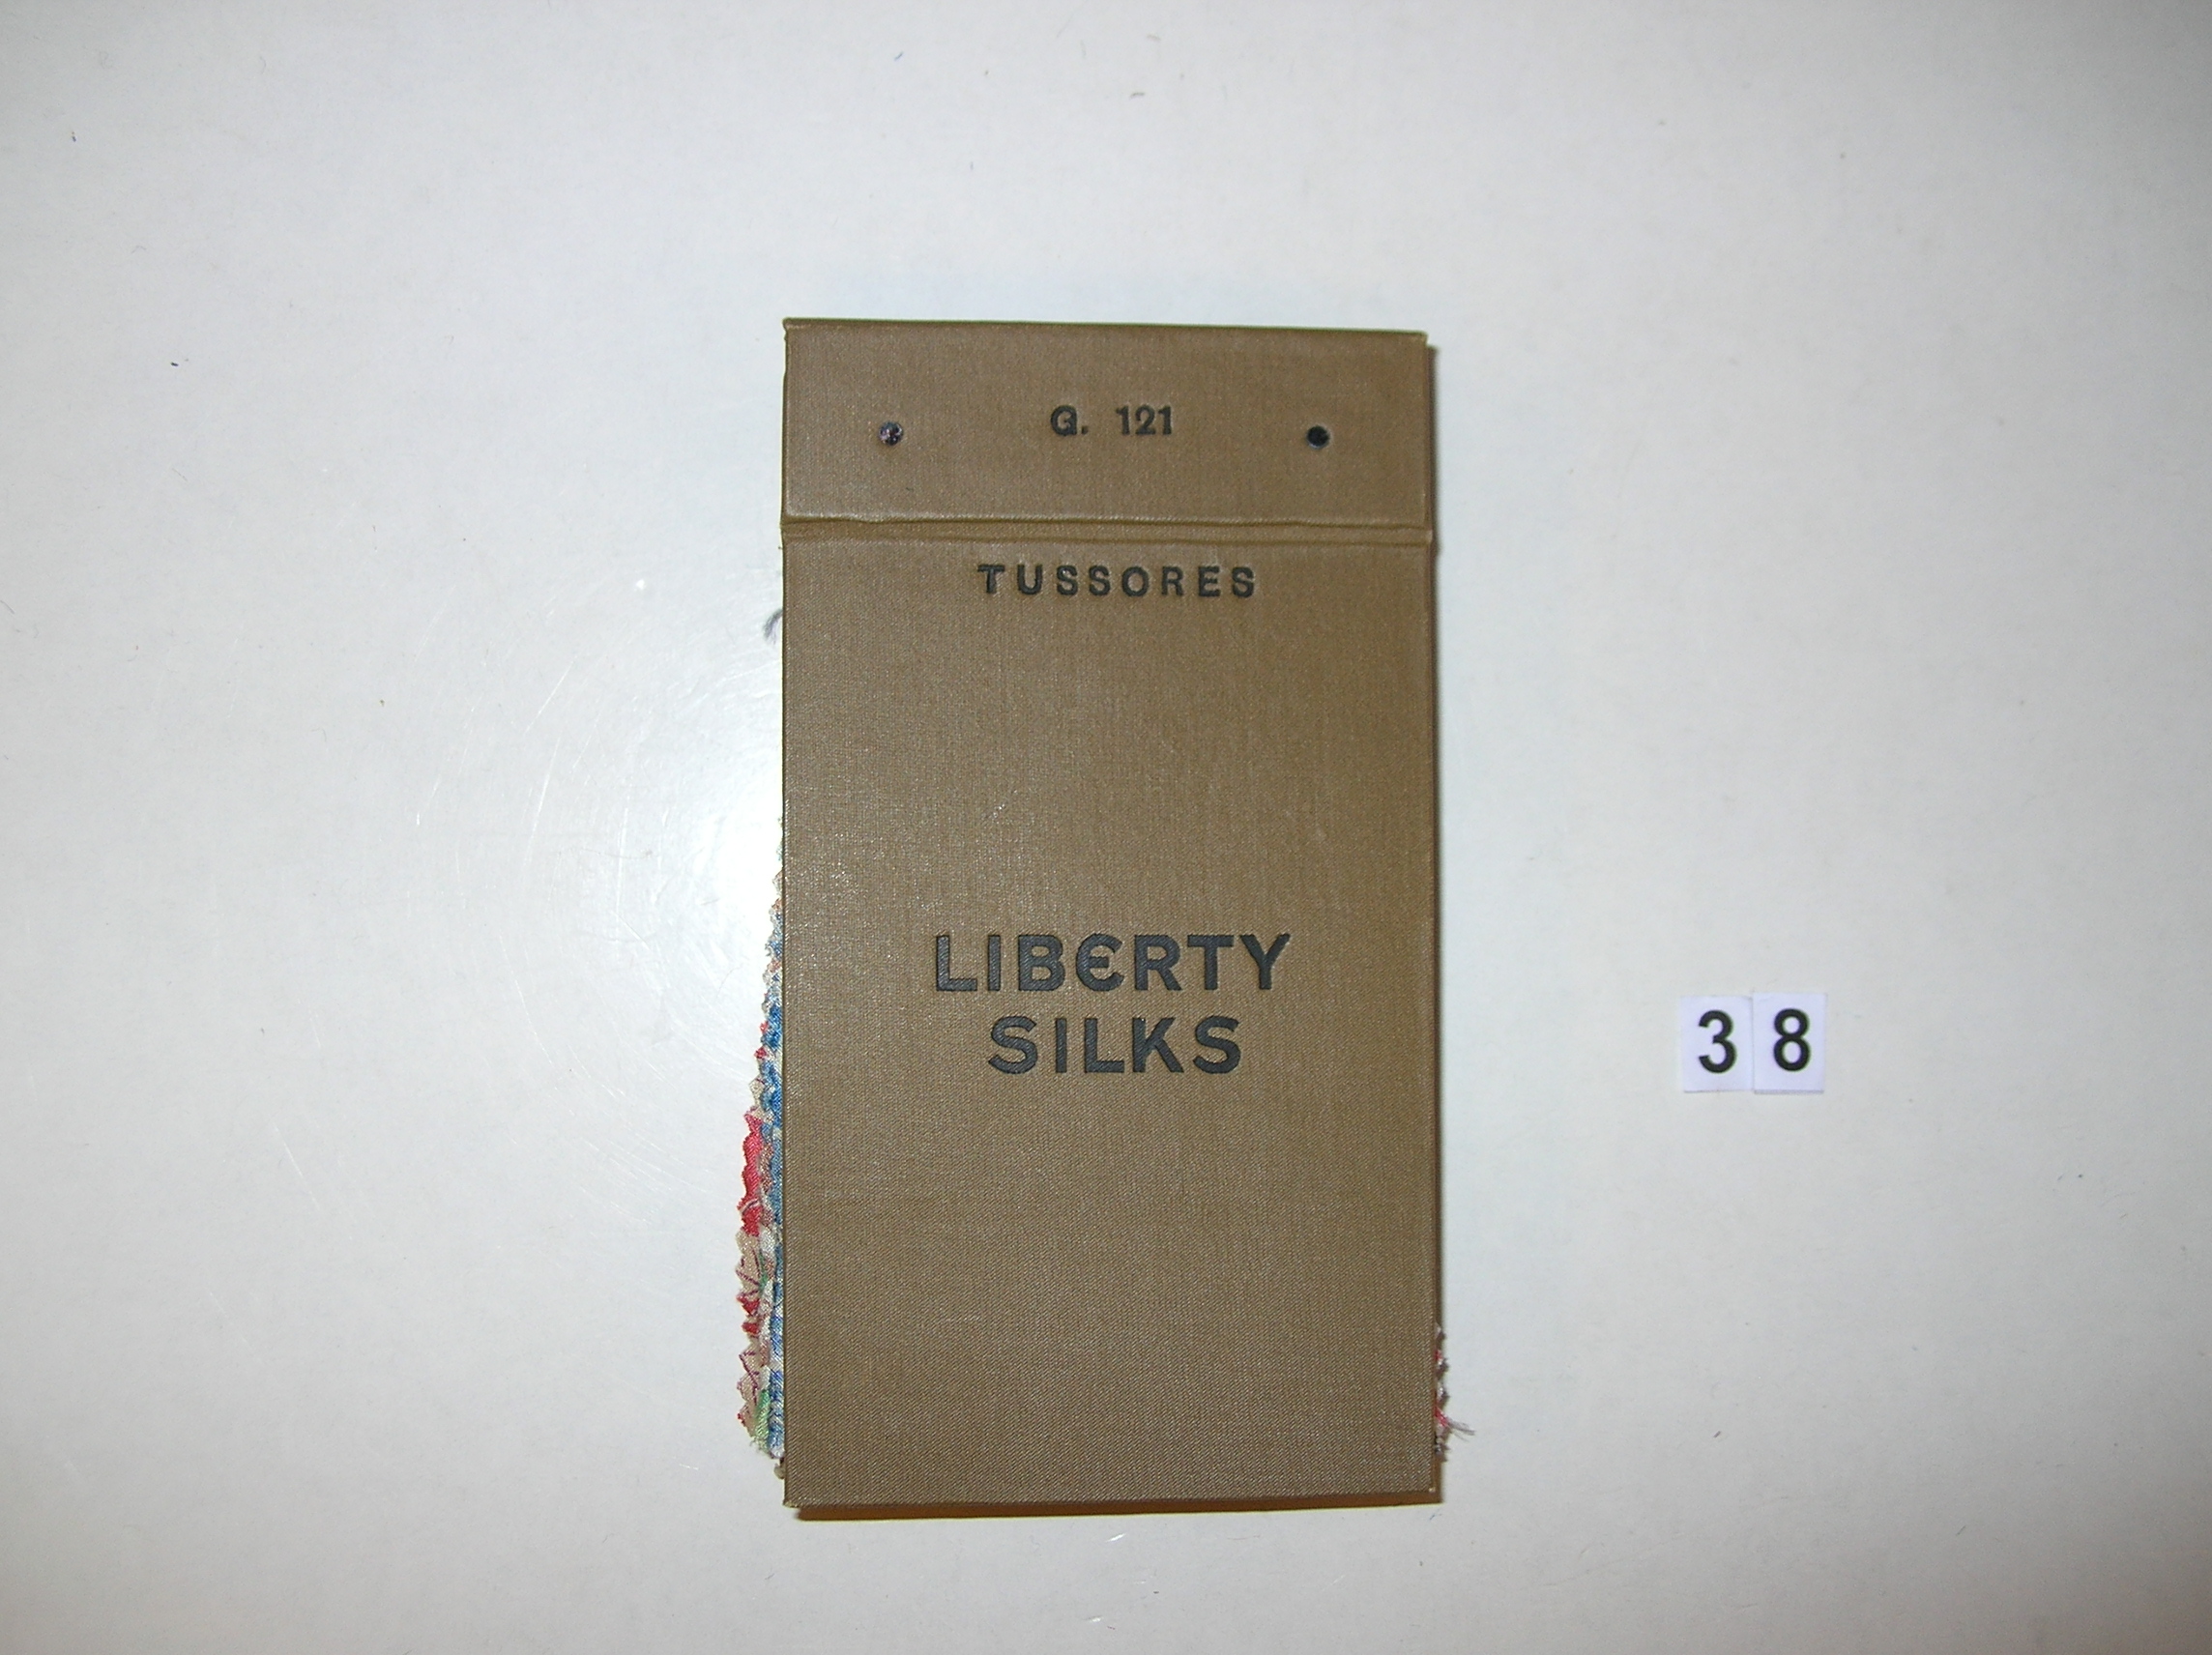 G. 121
TUSSORES
LIBERTY
SILKS
38